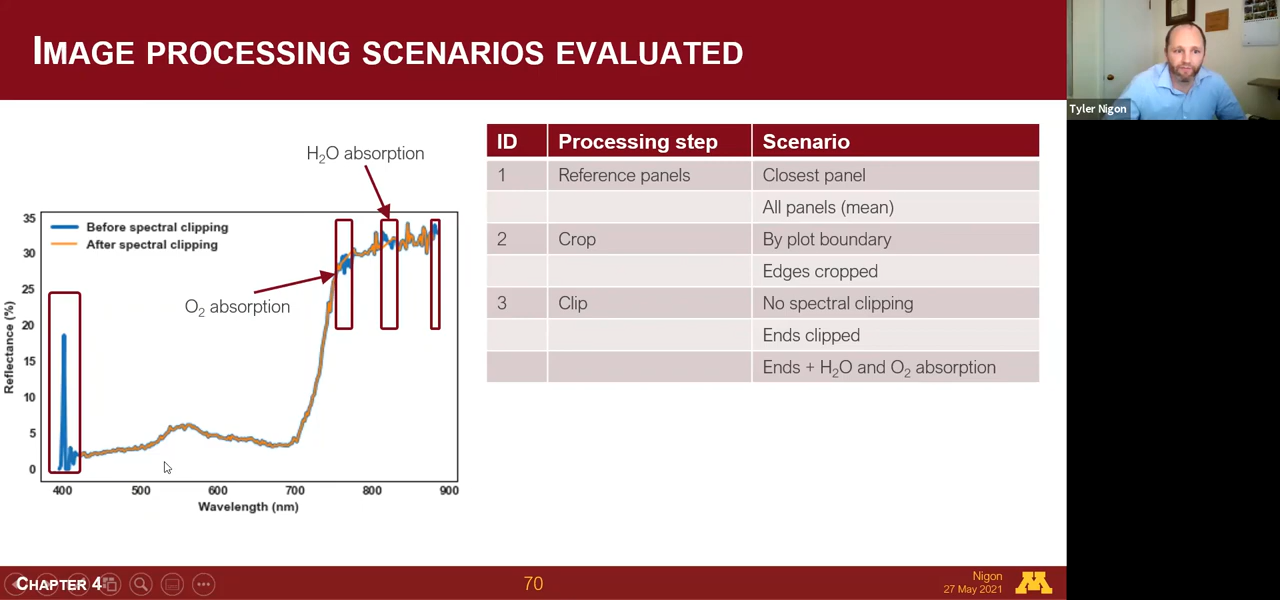 IMAGE PROCESSING SCENARIOS EVALUATED
Tyler Nigon
H2O absorption
O2 absorption
Before spectral clipping
After spectral clipping
35
30
25
20
15
10
5
0
Reflectance (%)
400 500 600 700 800 900
Wavelength (nm)
ID Processing step Scenario
1 Reference panels Closest panel
All panels (mean)
2 Crop By plot boundary
Edges cropped
3 Clip No spectral clipping
Ends clipped
Ends + H2O and O2 absorption
CHAPTER 4
70
Nigon
27 May 2021
M